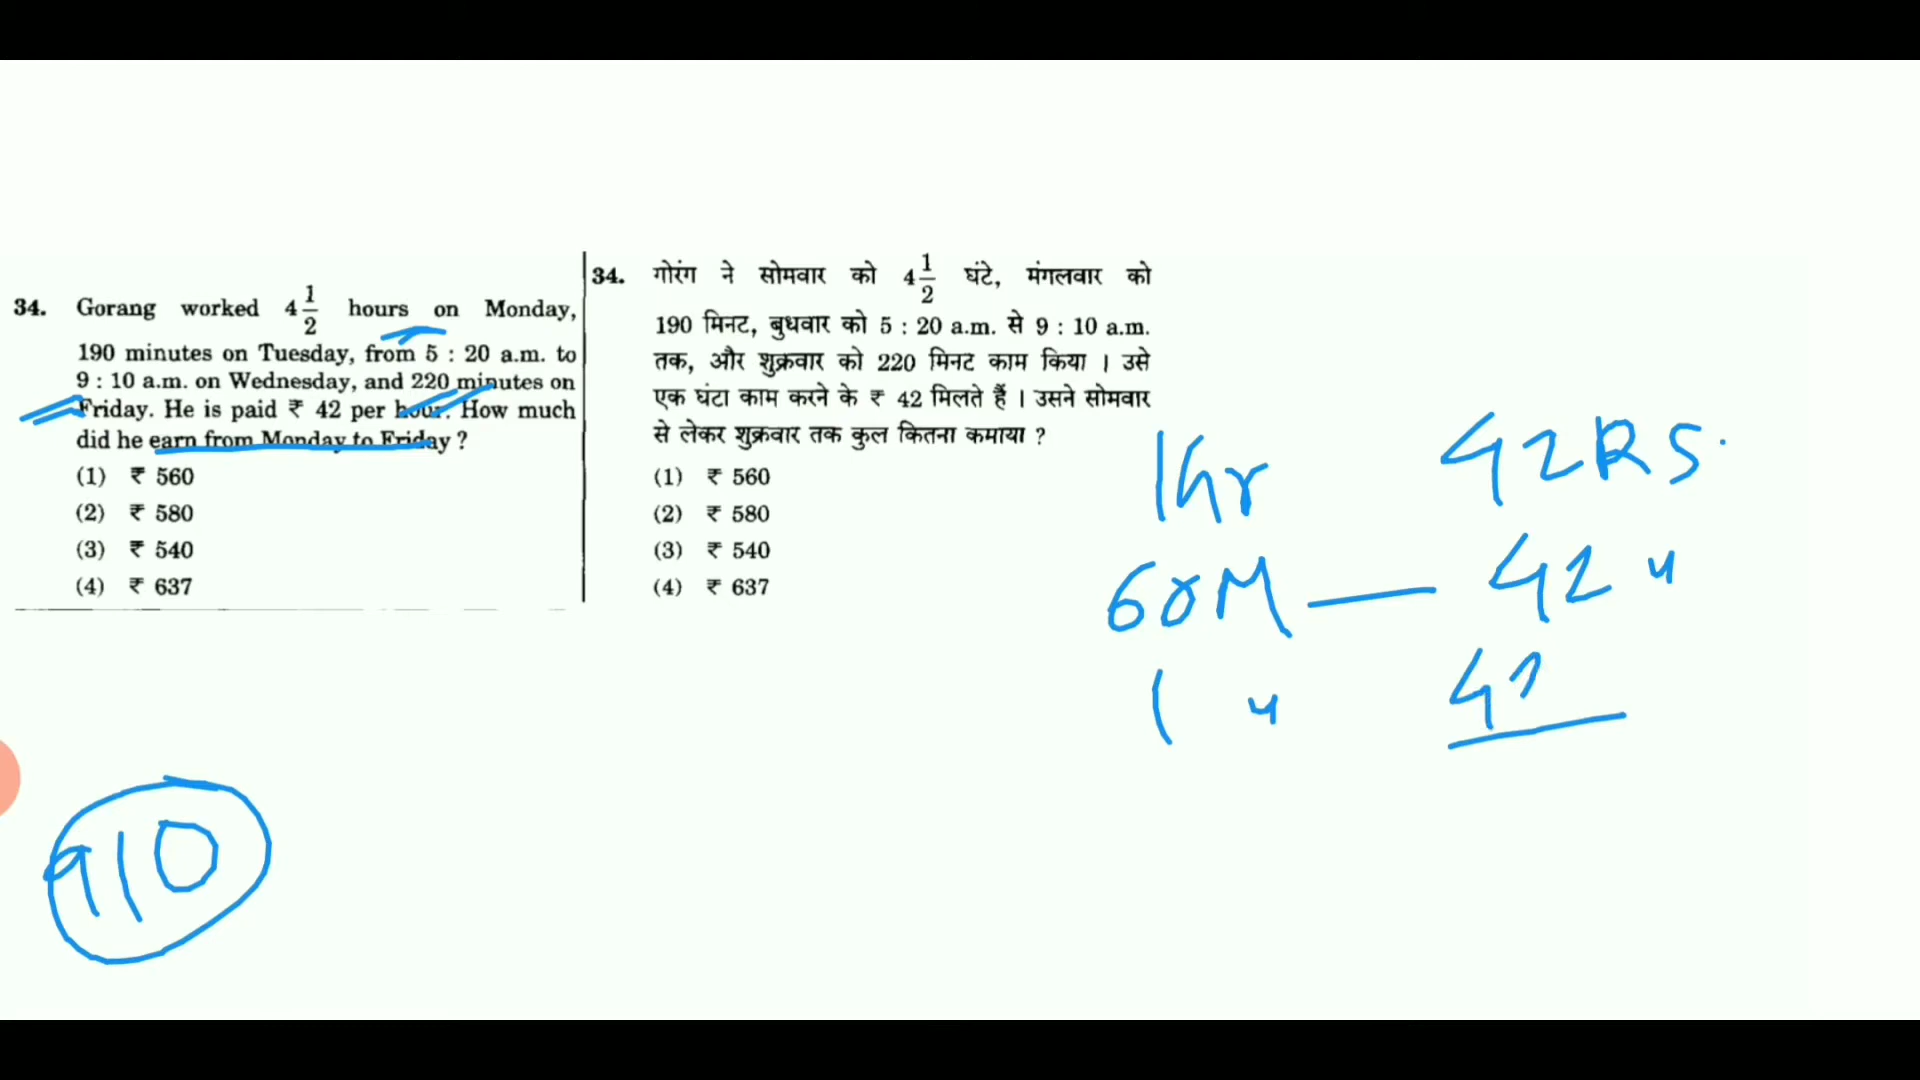 34. Gorang worked 4 1/2 hours on Monday,
190 minutes on Tuesday, from 5 : 20 a.m. to
9 : 10 a.m. on Wednesday, and 220 minutes on
Friday. He is paid ₹ 42 per hour. How much
did he earn from Monday to Friday ?
(1) ₹ 560
(2) ₹ 580
(3) ₹ 540
(4) ₹ 637
34. गोरंग ने सोमवार को 4 1/2 घंटे, मंगलवार को
190 मिनट, बुधवार को 5 : 20 a.m. से 9 : 10 a.m.
तक, और शुक्रवार को 220 मिनट काम किया । उसे
एक घंटा काम करने के ₹ 42 मिलते हैं । उसने सोमवार
से लेकर शुक्रवार तक कुल कितना कमाया ?
(1) ₹ 560
(2) ₹ 580
(3) ₹ 540
(4) ₹ 637
1hr 42RS.
60M — 42 "
1 " 42
910